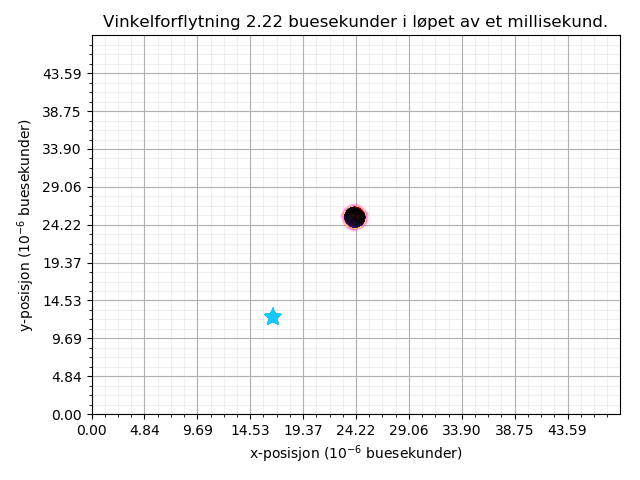 Vinkelforflytning 2.22 buesekunder i løpet av et millisekund.
y-posisjon (10⁻⁶ buesekunder)
43.59
38.75
33.90
29.06
24.22
19.37
14.53
9.69
4.84
0.00
0.00 4.84 9.69 14.53 19.37 24.22 29.06 33.90 38.75 43.59
x-posisjon (10⁻⁶ buesekunder)